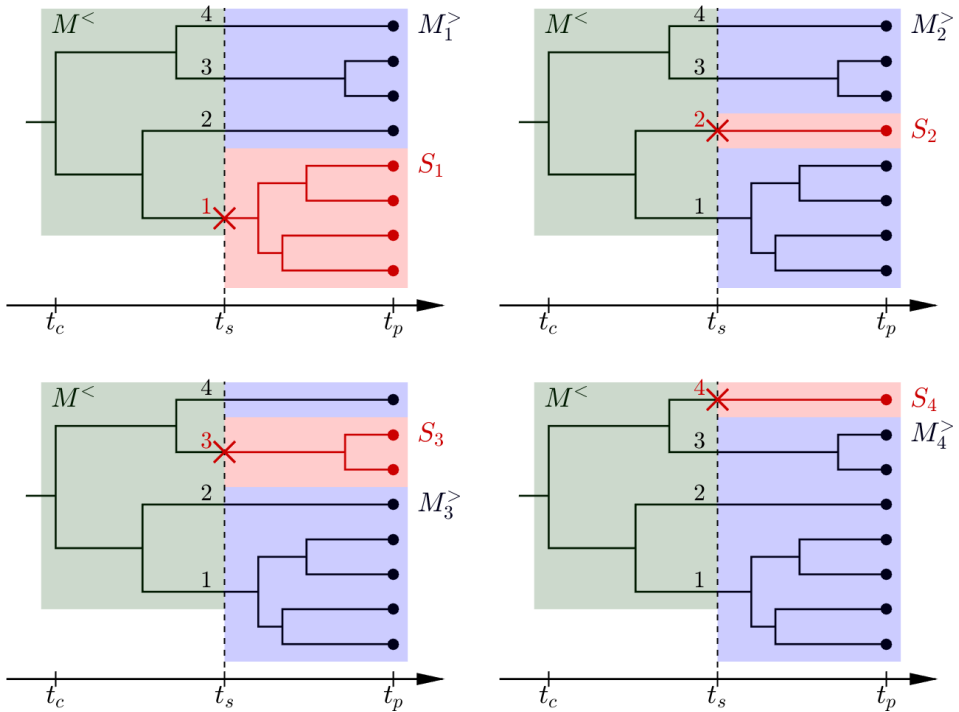 M^< 4 M_1^>
3
2
S_1
1
t_c t_s t_p
M^< 4 M_2^>
3
2 S_2
1
t_c t_s t_p
M^< 4
3 S_3
2 M_3^>
1
t_c t_s t_p
M^< 4 S_4
3 M_4^>
2
1
t_c t_s t_p